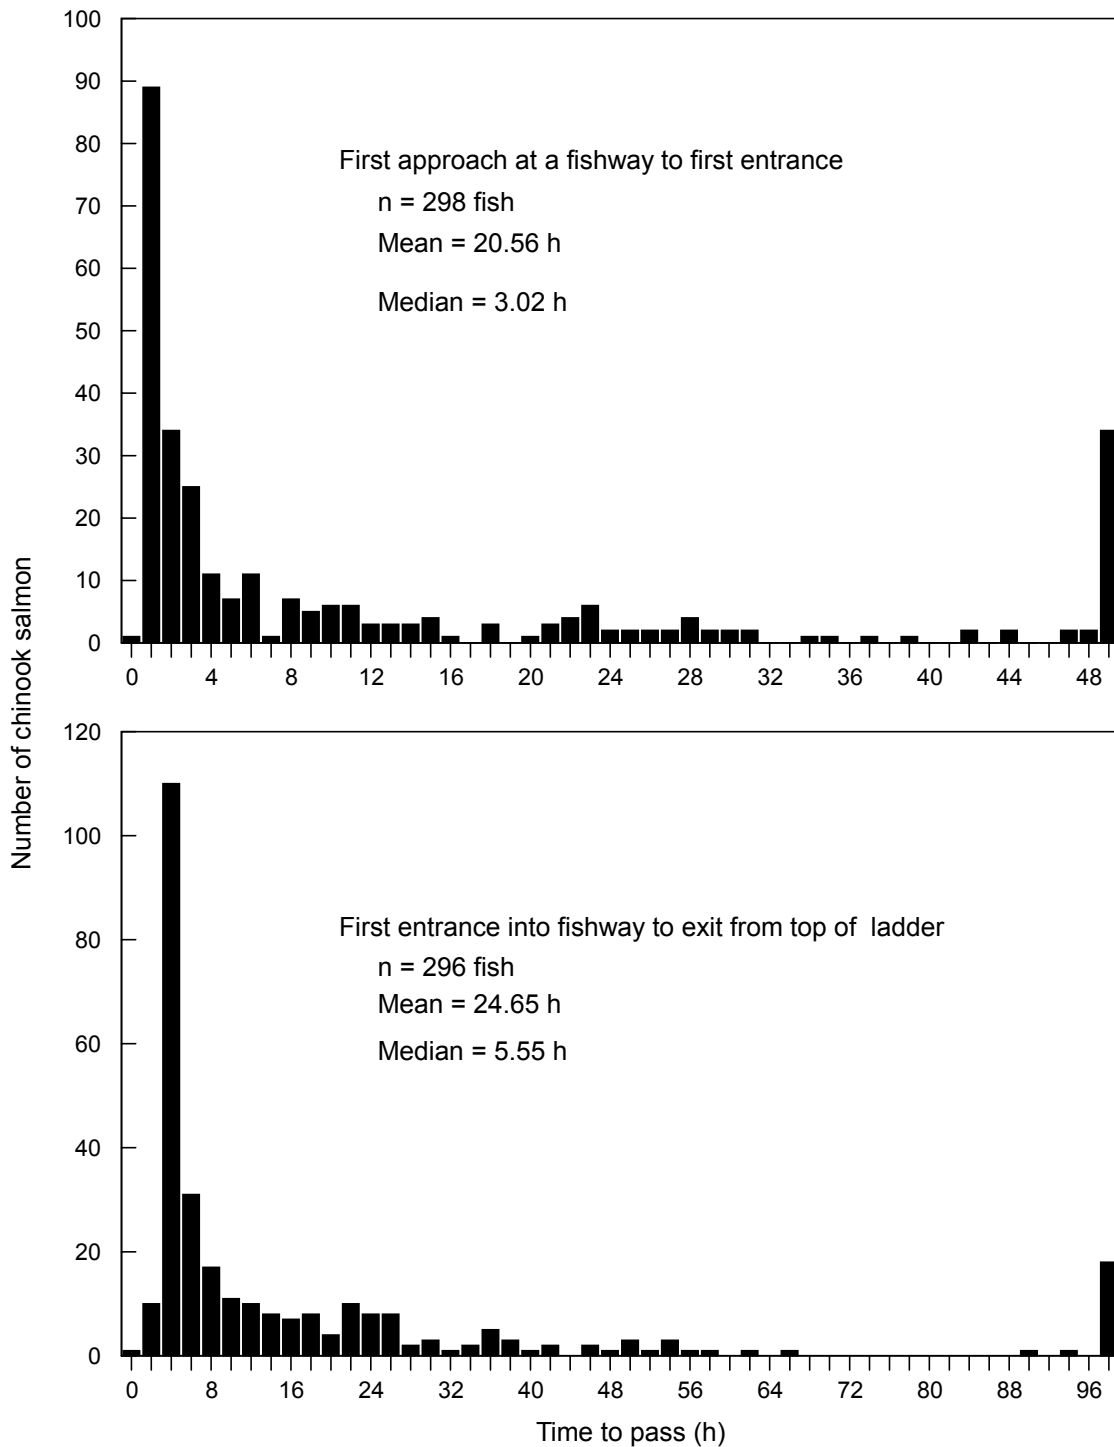 100
90
80
70
60
50
40
30
20
10
0
First approach at a fishway to first entrance
n = 298 fish
Mean = 20.56 h
Median = 3.02 h
0 4 8 12 16 20 24 28 32 36 40 44 48
Number of chinook salmon
120
100
80
60
40
20
0
First entrance into fishway to exit from top of ladder
n = 296 fish
Mean = 24.65 h
Median = 5.55 h
0 8 16 24 32 40 48 56 64 72 80 88 96
Time to pass (h)